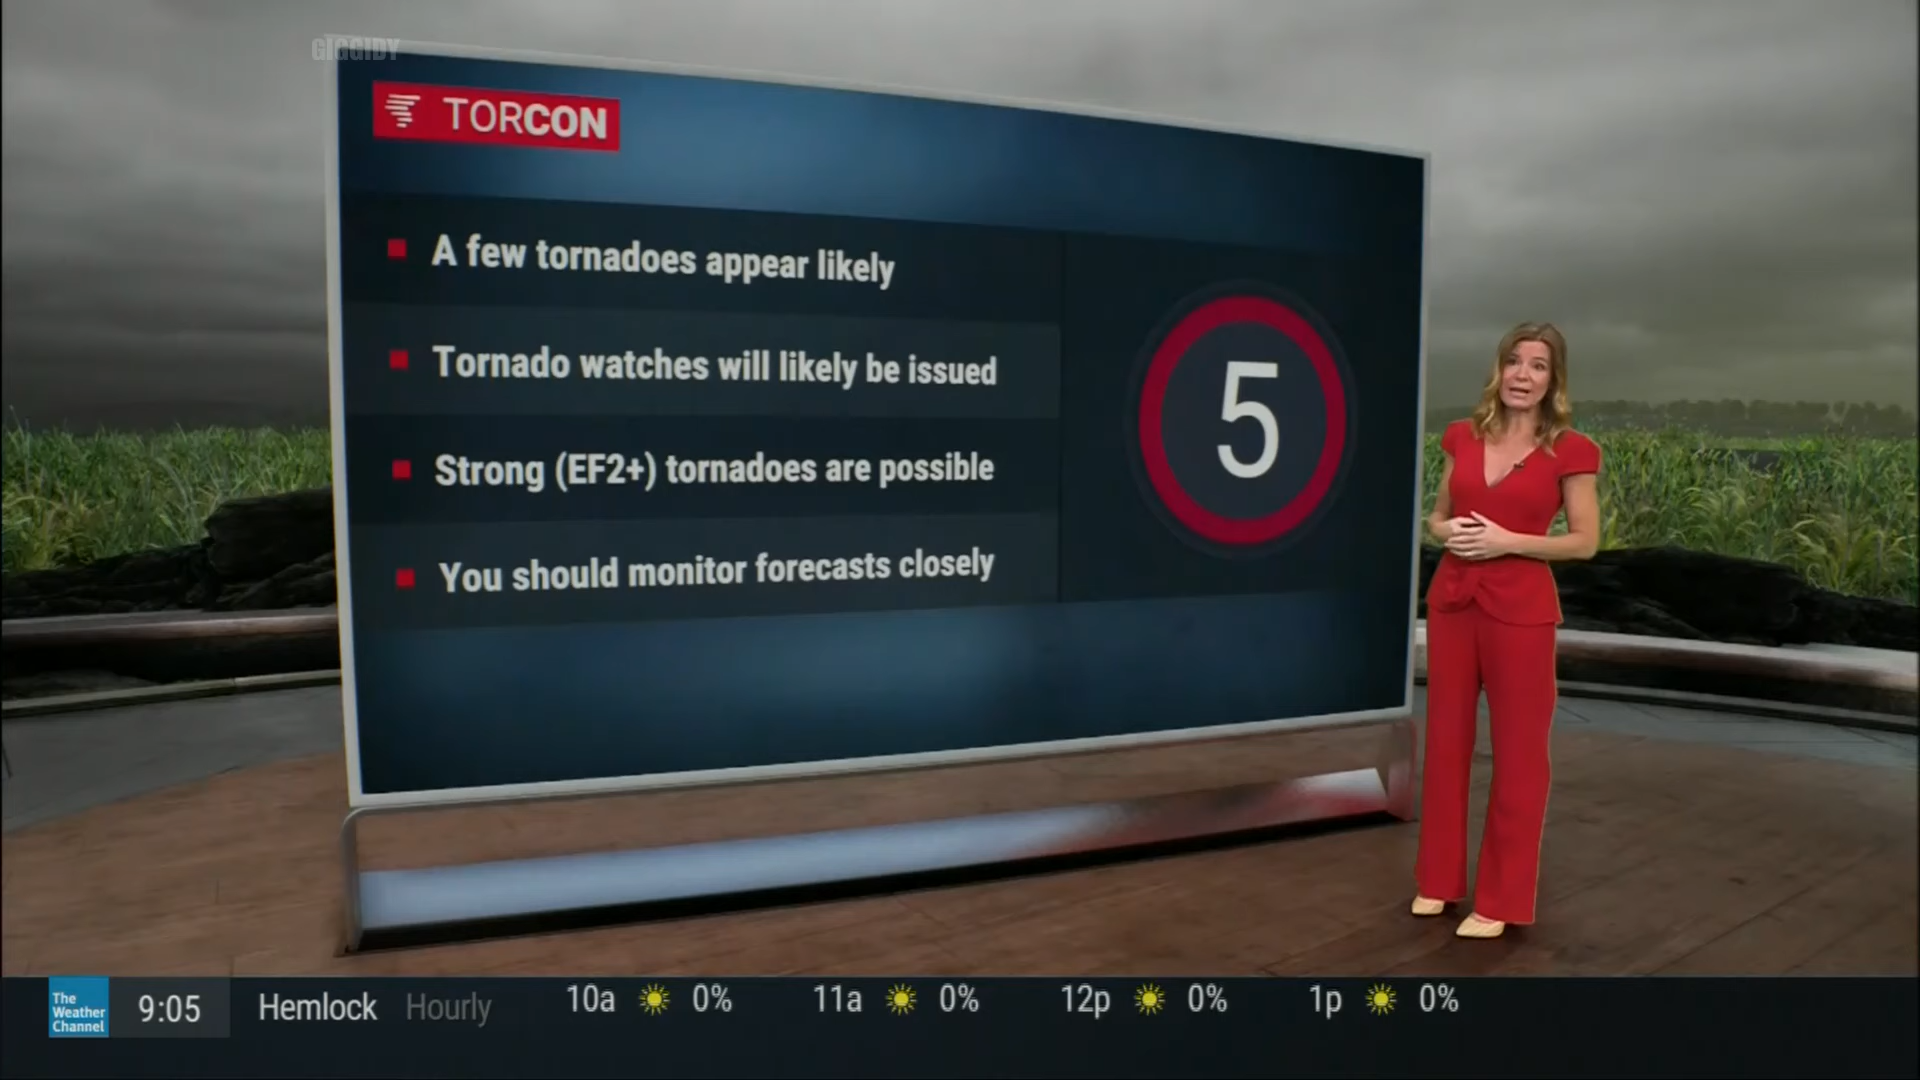 GIGGIDY
TORCON
A few tornadoes appear likely
Tornado watches will likely be issued
Strong (EF2+) tornadoes are possible
You should monitor forecasts closely
5
The
Weather
Channel
9:05
Hemlock Hourly
10a 0% 11a 0% 12p 0% 1p 0%